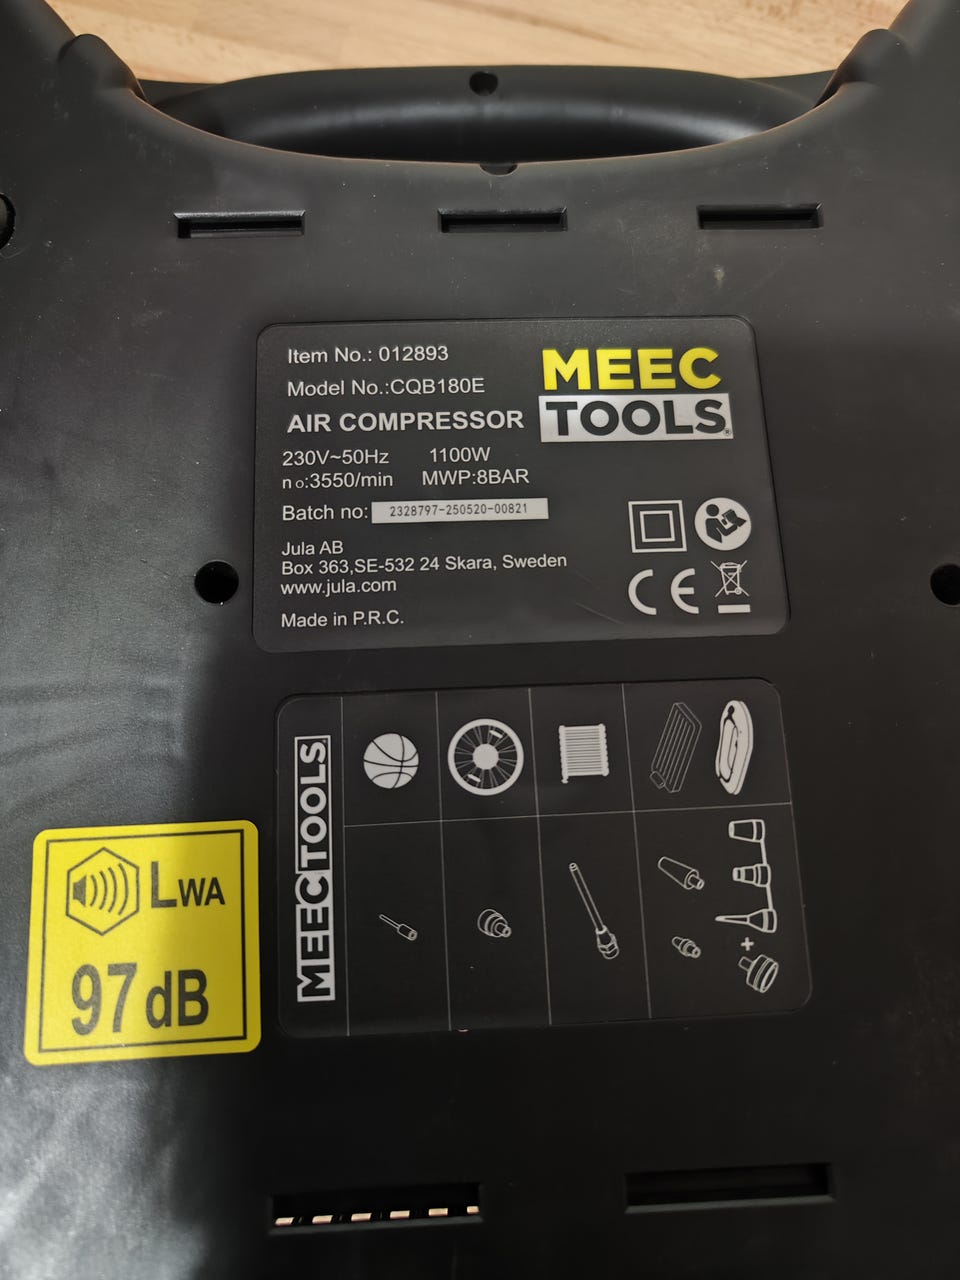 Item No.: 012893
Model No.:CQB180E
AIR COMPRESSOR
MEEC
TOOLS®
230V~50Hz 1100W
no:3550/min MWP:8BAR
Batch no: 2328797-250520-00821
Jula AB
Box 363,SE-532 24 Skara, Sweden
www.jula.com
Made in P.R.C.
CE
MEECTOOLS
+
LWA
97 dB